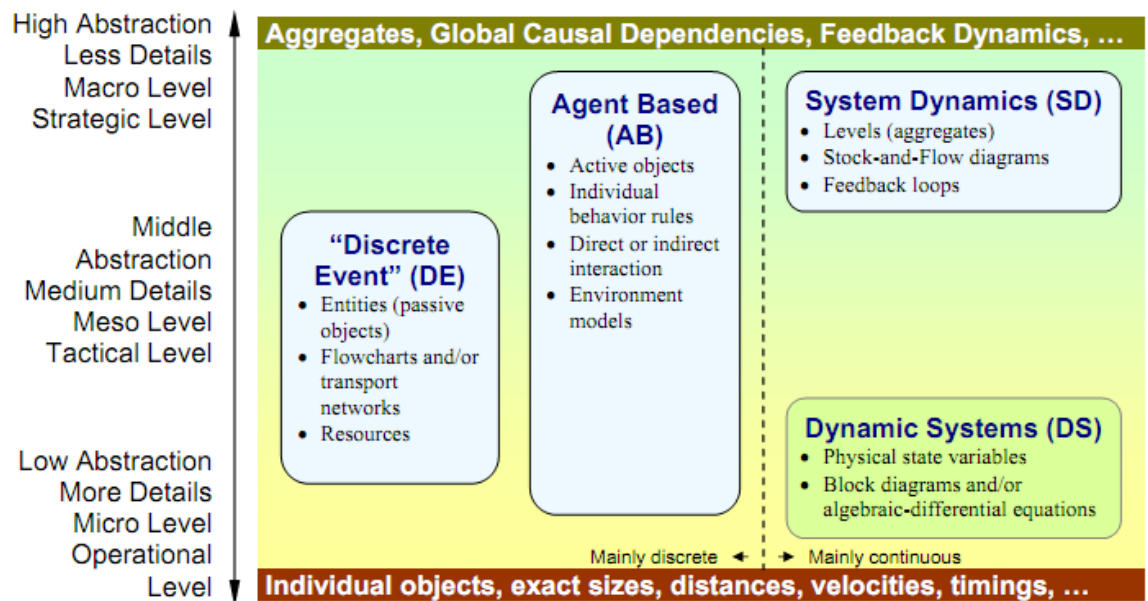 High Abstraction
Less Details
Macro Level
Strategic Level
Middle
Abstraction
Medium Details
Meso Level
Tactical Level
Low Abstraction
More Details
Micro Level
Operational
Level
Aggregates, Global Causal Dependencies, Feedback Dynamics, …
“Discrete
Event” (DE)
• Entities (passive
objects)
• Flowcharts and/or
transport
networks
• Resources
Agent Based
(AB)
• Active objects
• Individual
behavior rules
• Direct or indirect
interaction
• Environment
models
System Dynamics (SD)
• Levels (aggregates)
• Stock-and-Flow diagrams
• Feedback loops
Dynamic Systems (DS)
• Physical state variables
• Block diagrams and/or
algebraic-differential equations
Mainly discrete
Mainly continuous
Individual objects, exact sizes, distances, velocities, timings, …